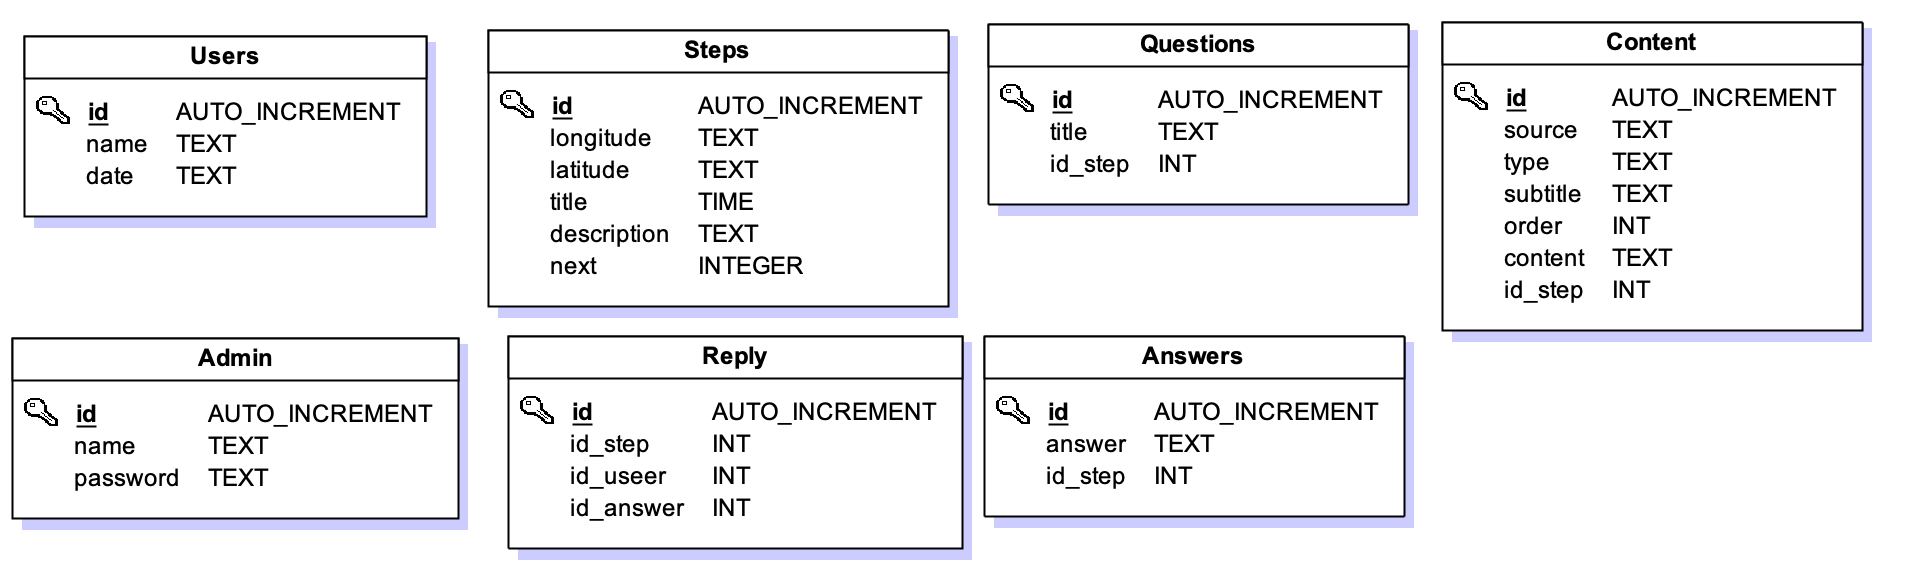 Users
id AUTO_INCREMENT
name TEXT
date TEXT
Steps
id AUTO_INCREMENT
longitude TEXT
latitude TEXT
title TIME
description TEXT
next INTEGER
Questions
id AUTO_INCREMENT
title TEXT
id_step INT
Content
id AUTO_INCREMENT
source TEXT
type TEXT
subtitle TEXT
order INT
content TEXT
id_step INT
Admin
id AUTO_INCREMENT
name TEXT
password TEXT
Reply
id AUTO_INCREMENT
id_step INT
id_useer INT
id_answer INT
Answers
id AUTO_INCREMENT
answer TEXT
id_step INT